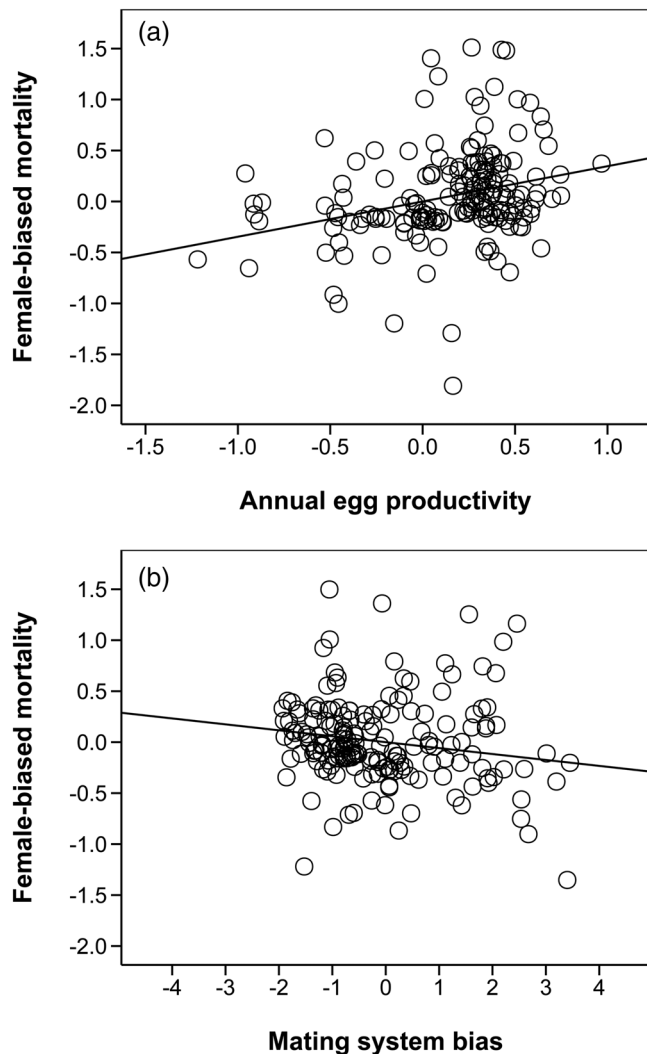 (a)
Female-biased mortality
1.5
1.0
0.5
0.0
-0.5
-1.0
-1.5
-2.0
-1.5 -1.0 -0.5 0.0 0.5 1.0
Annual egg productivity
(b)
Female-biased mortality
1.5
1.0
0.5
0.0
-0.5
-1.0
-1.5
-2.0
-4 -3 -2 -1 0 1 2 3 4
Mating system bias